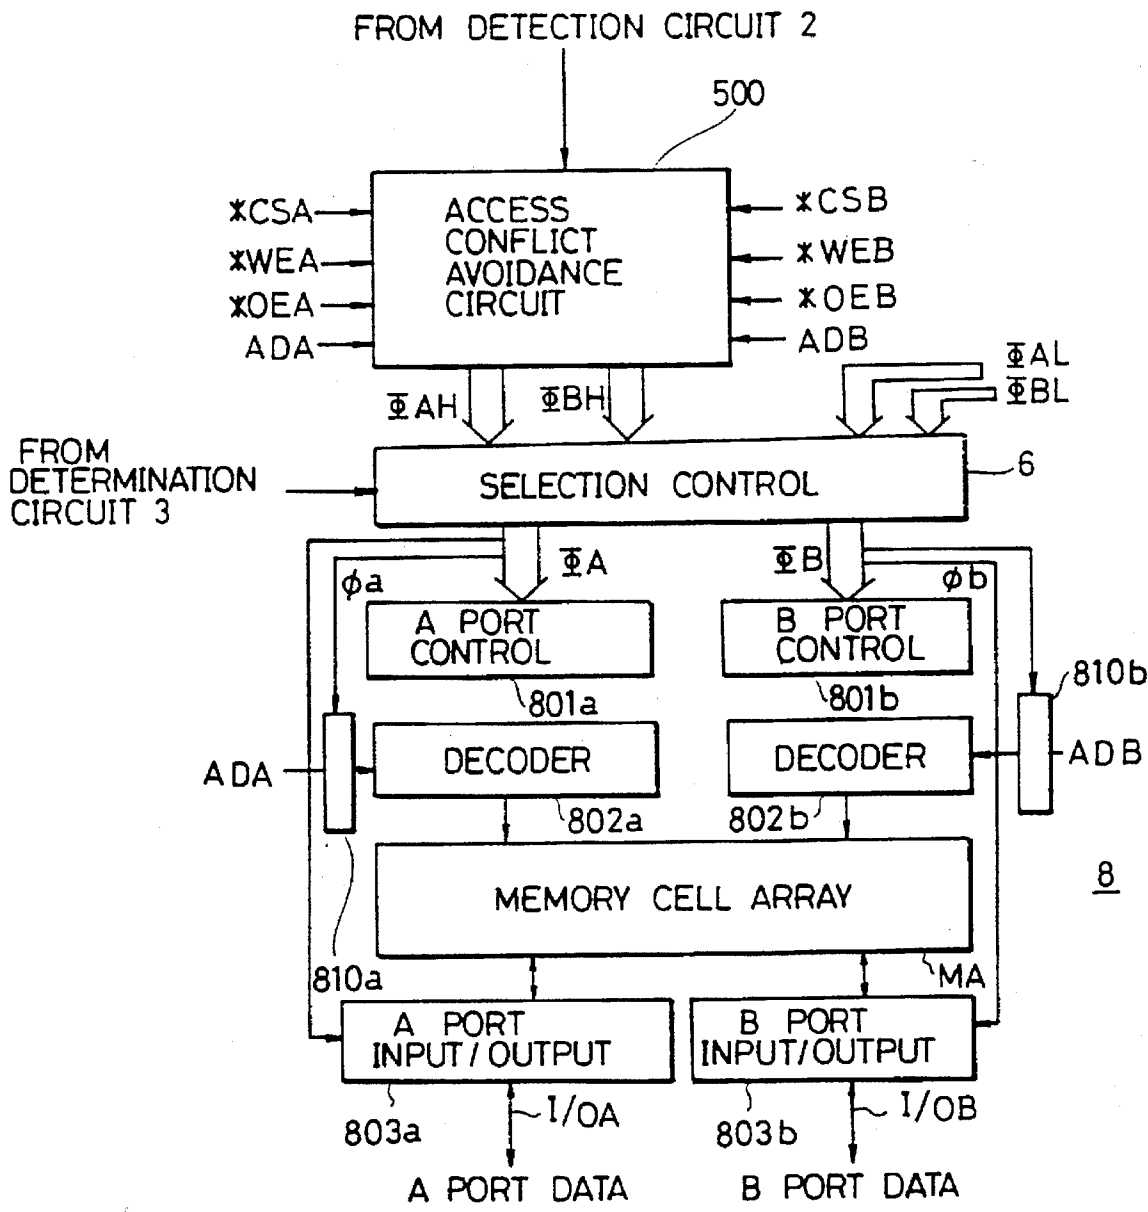 FROM DETECTION CIRCUIT 2
500
*CSA
*WEA
*OEA
ADA
ACCESS
CONFLICT
AVOIDANCE
CIRCUIT
*CSB
*WEB
*OEB
ADB
ΦAH
ΦBH
ΦAL
ΦBL
FROM
DETERMINATION
CIRCUIT 3
SELECTION CONTROL
6
ΦA
ΦB
φa
φb
A PORT
CONTROL
B PORT
CONTROL
801a
801b
810b
ADA
DECODER
DECODER
ADB
802a
802b
MEMORY CELL ARRAY
8
810a
MA
A PORT
INPUT/OUTPUT
B PORT
INPUT/OUTPUT
803a
I/OA
803b
I/OB
A PORT DATA
B PORT DATA